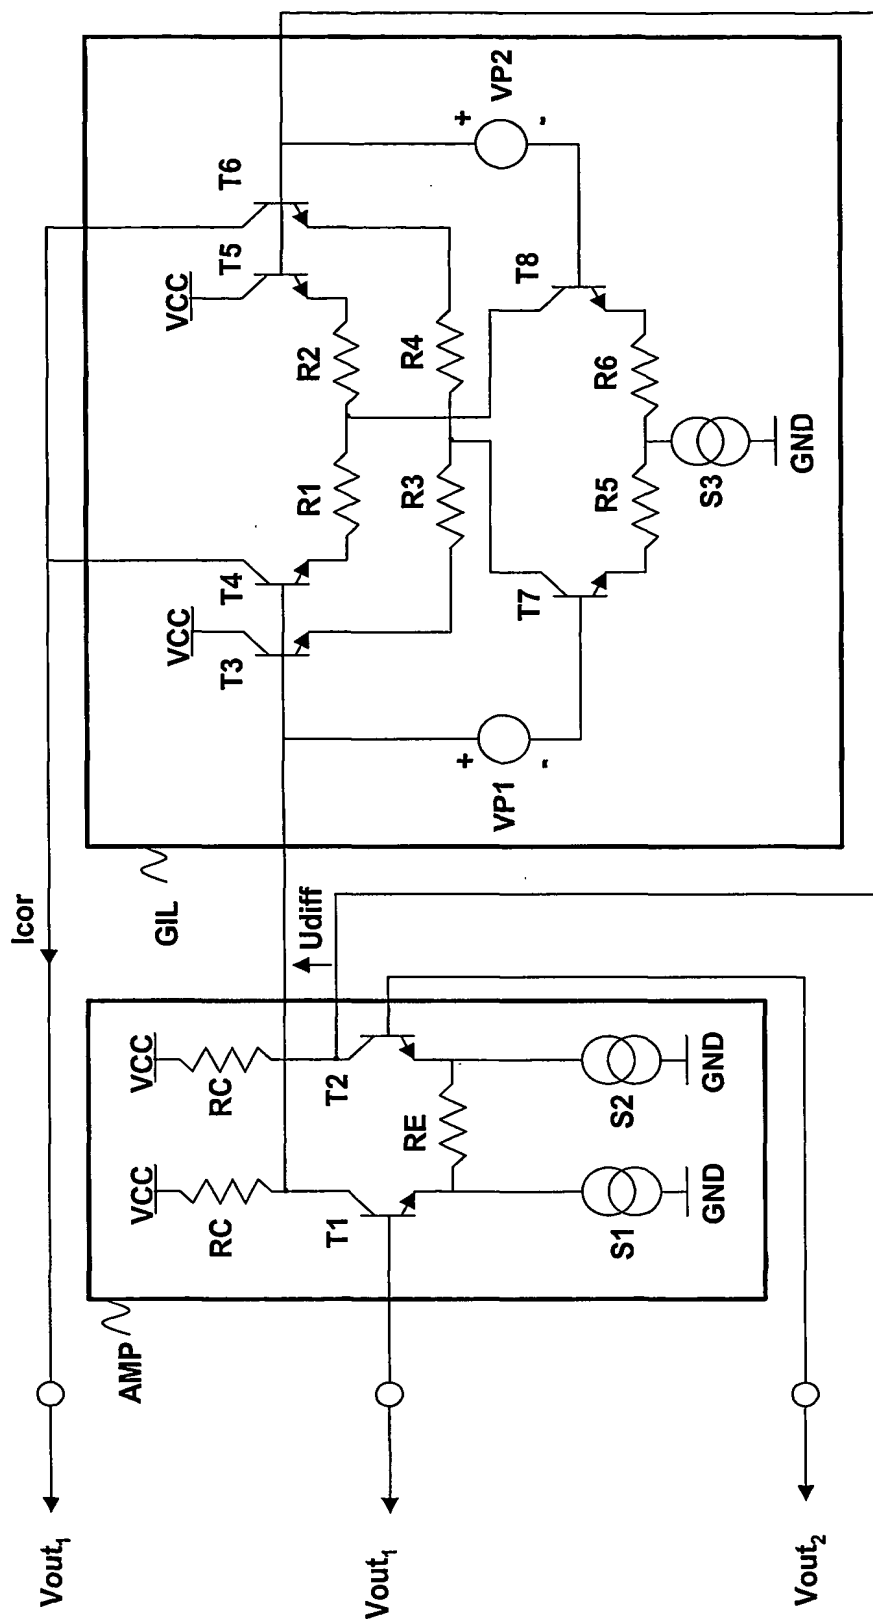 Vout₁
Icor
AMP
VCC
VCC
RC
RC
T1
T2
RE
S1
S2
GND
GND
Vout₁
Vout₂
Udiff
GIL
VCC
VCC
T3
T4
T5
T6
R1
R2
R3
R4
+
VP1
-
+
VP2
-
T7
T8
R5
R6
S3
GND